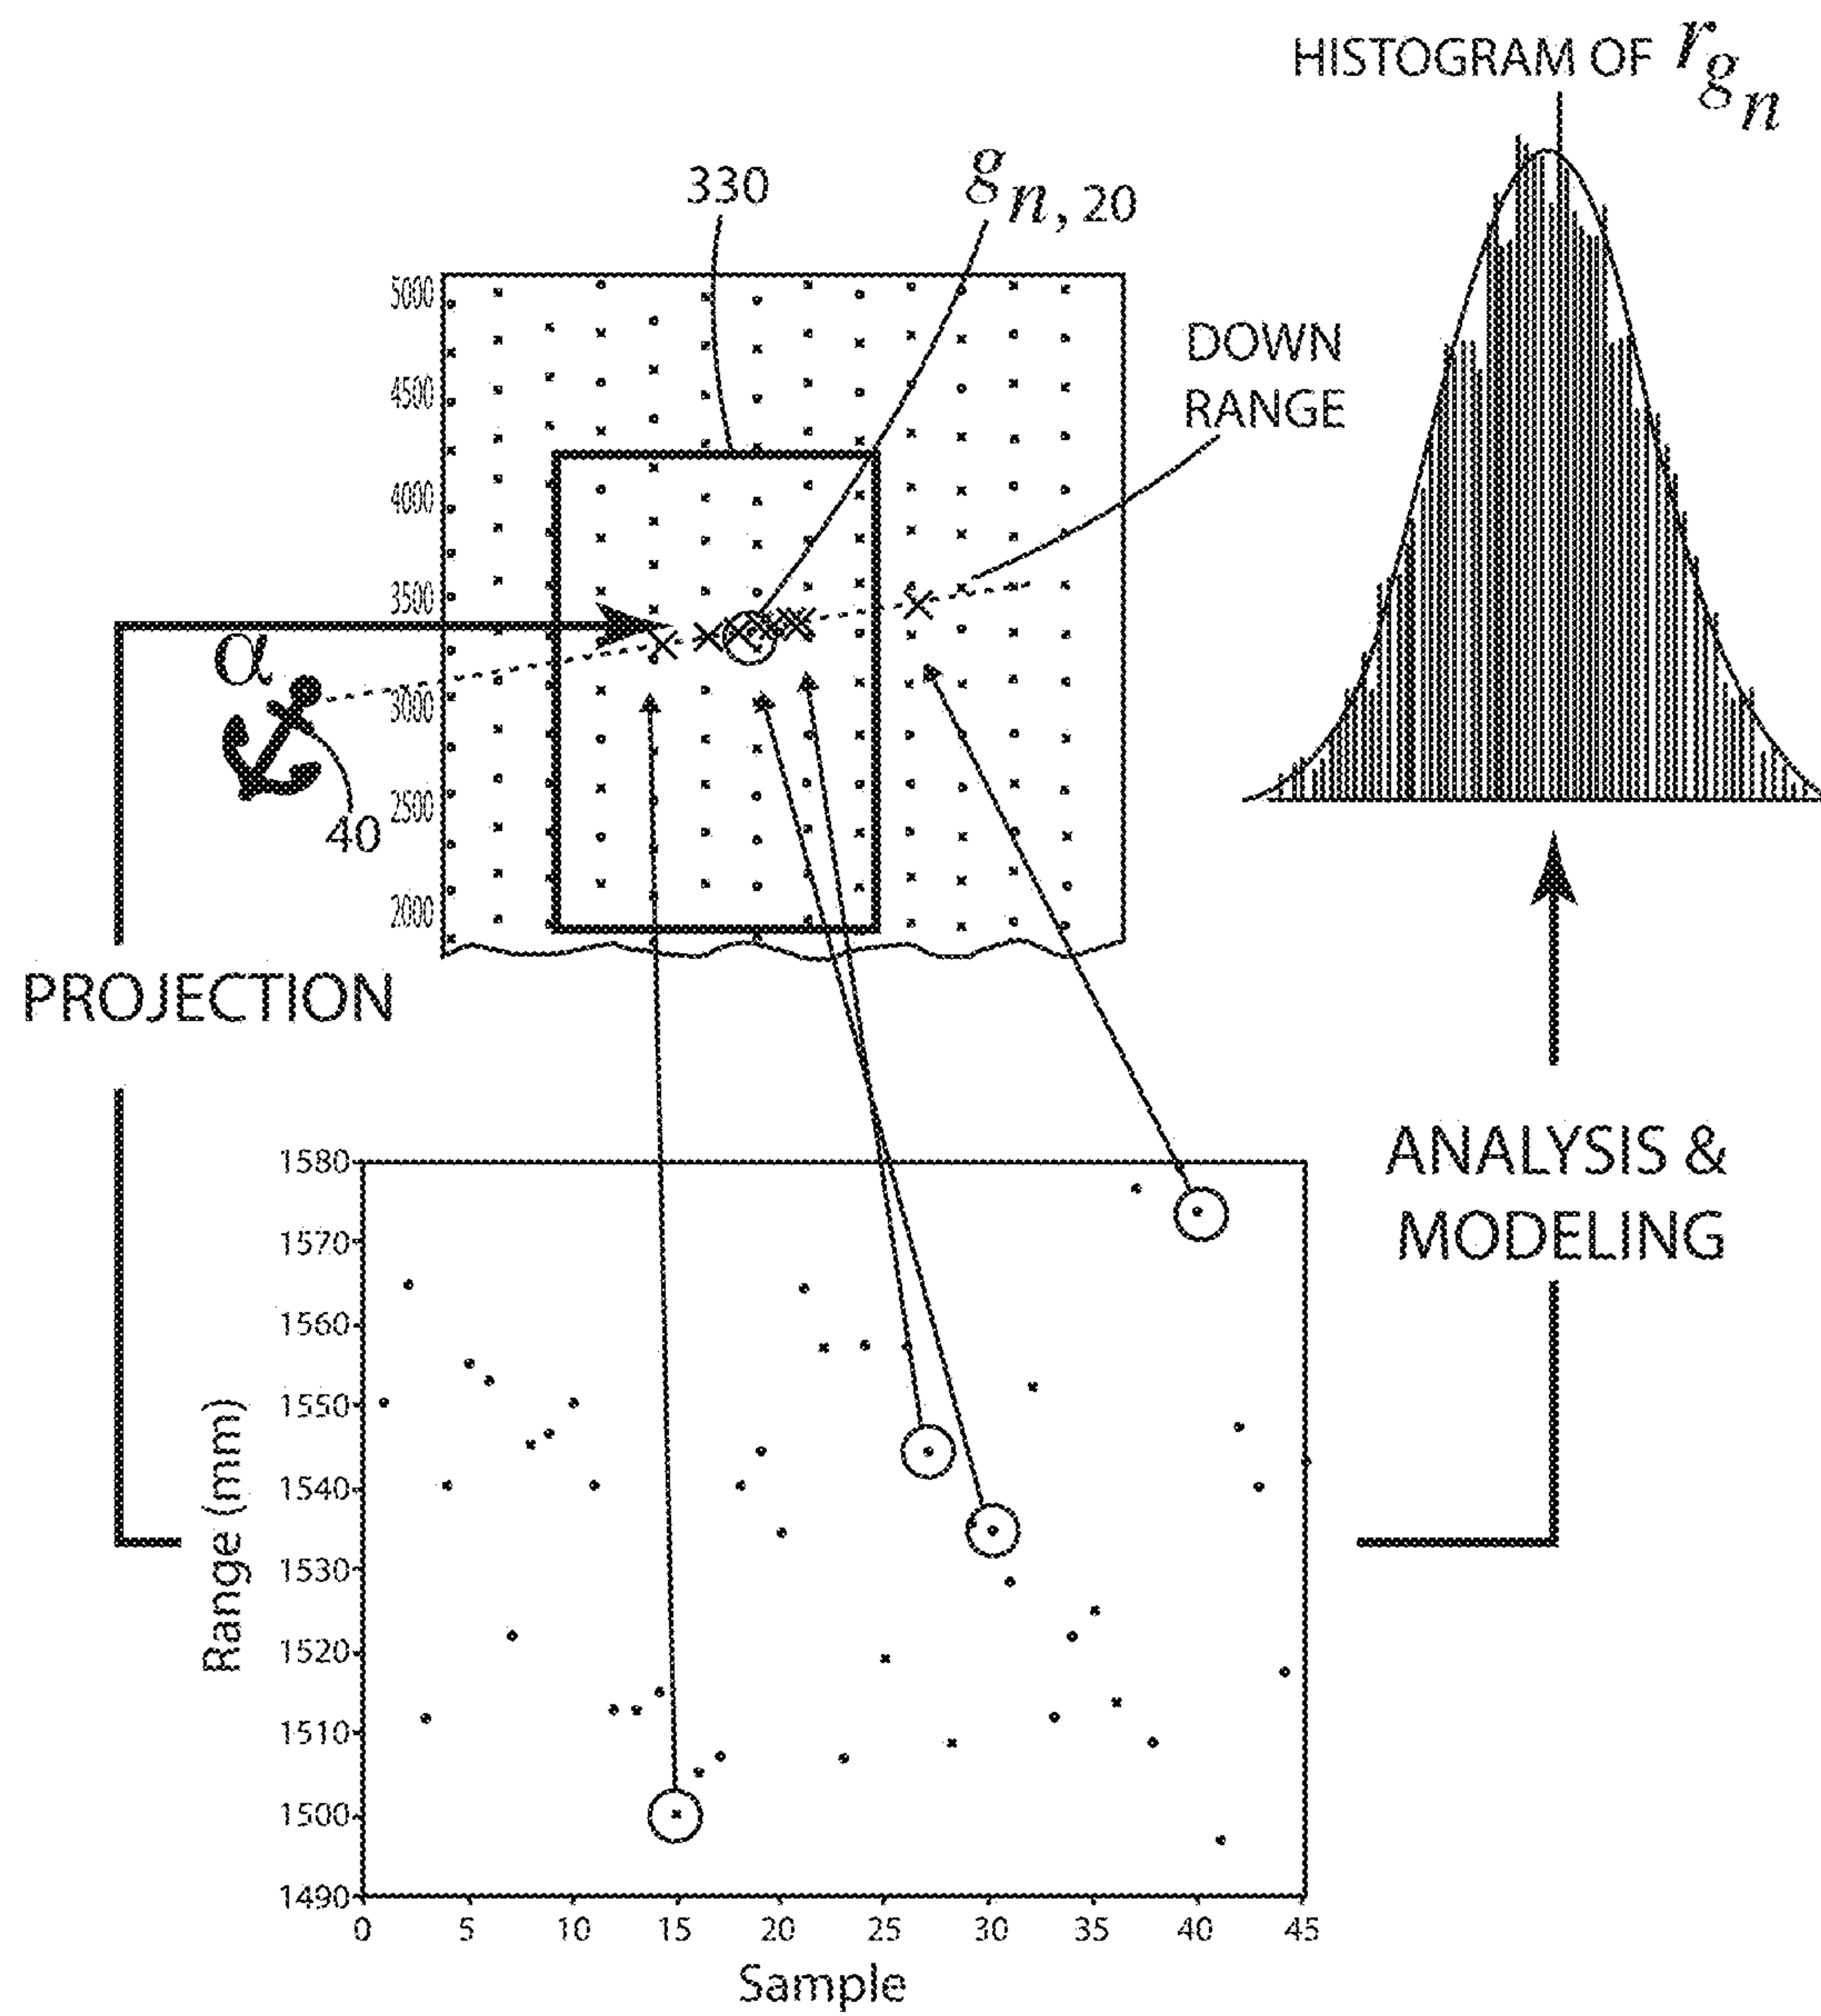 HISTOGRAM OF r_{g_n}
330
g_{n, 20}
5000
4500
4000
3500
3000
2500
2000
DOWN
RANGE
α
40
PROJECTION
ANALYSIS &
MODELING
Range (mm)
1580
1570
1560
1550
1540
1530
1520
1510
1500
1490
0 5 10 15 20 25 30 35 40 45
Sample